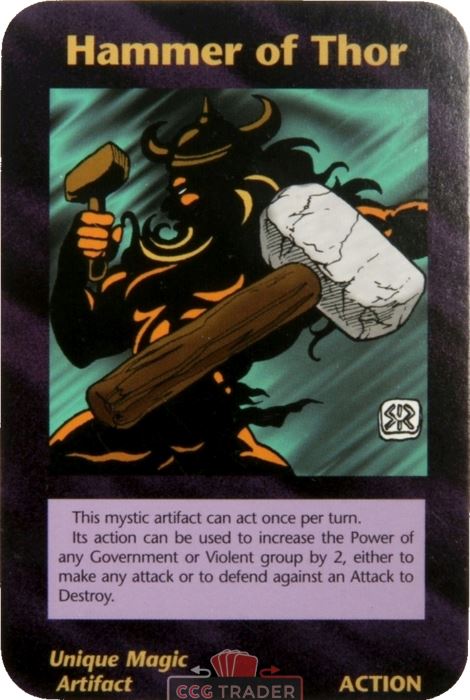 Hammer of Thor
SR
This mystic artifact can act once per turn.
Its action can be used to increase the Power of
any Government or Violent group by 2, either to
make any attack or to defend against an Attack to
Destroy.
Unique Magic
Artifact
ACTION
CCG TRADER